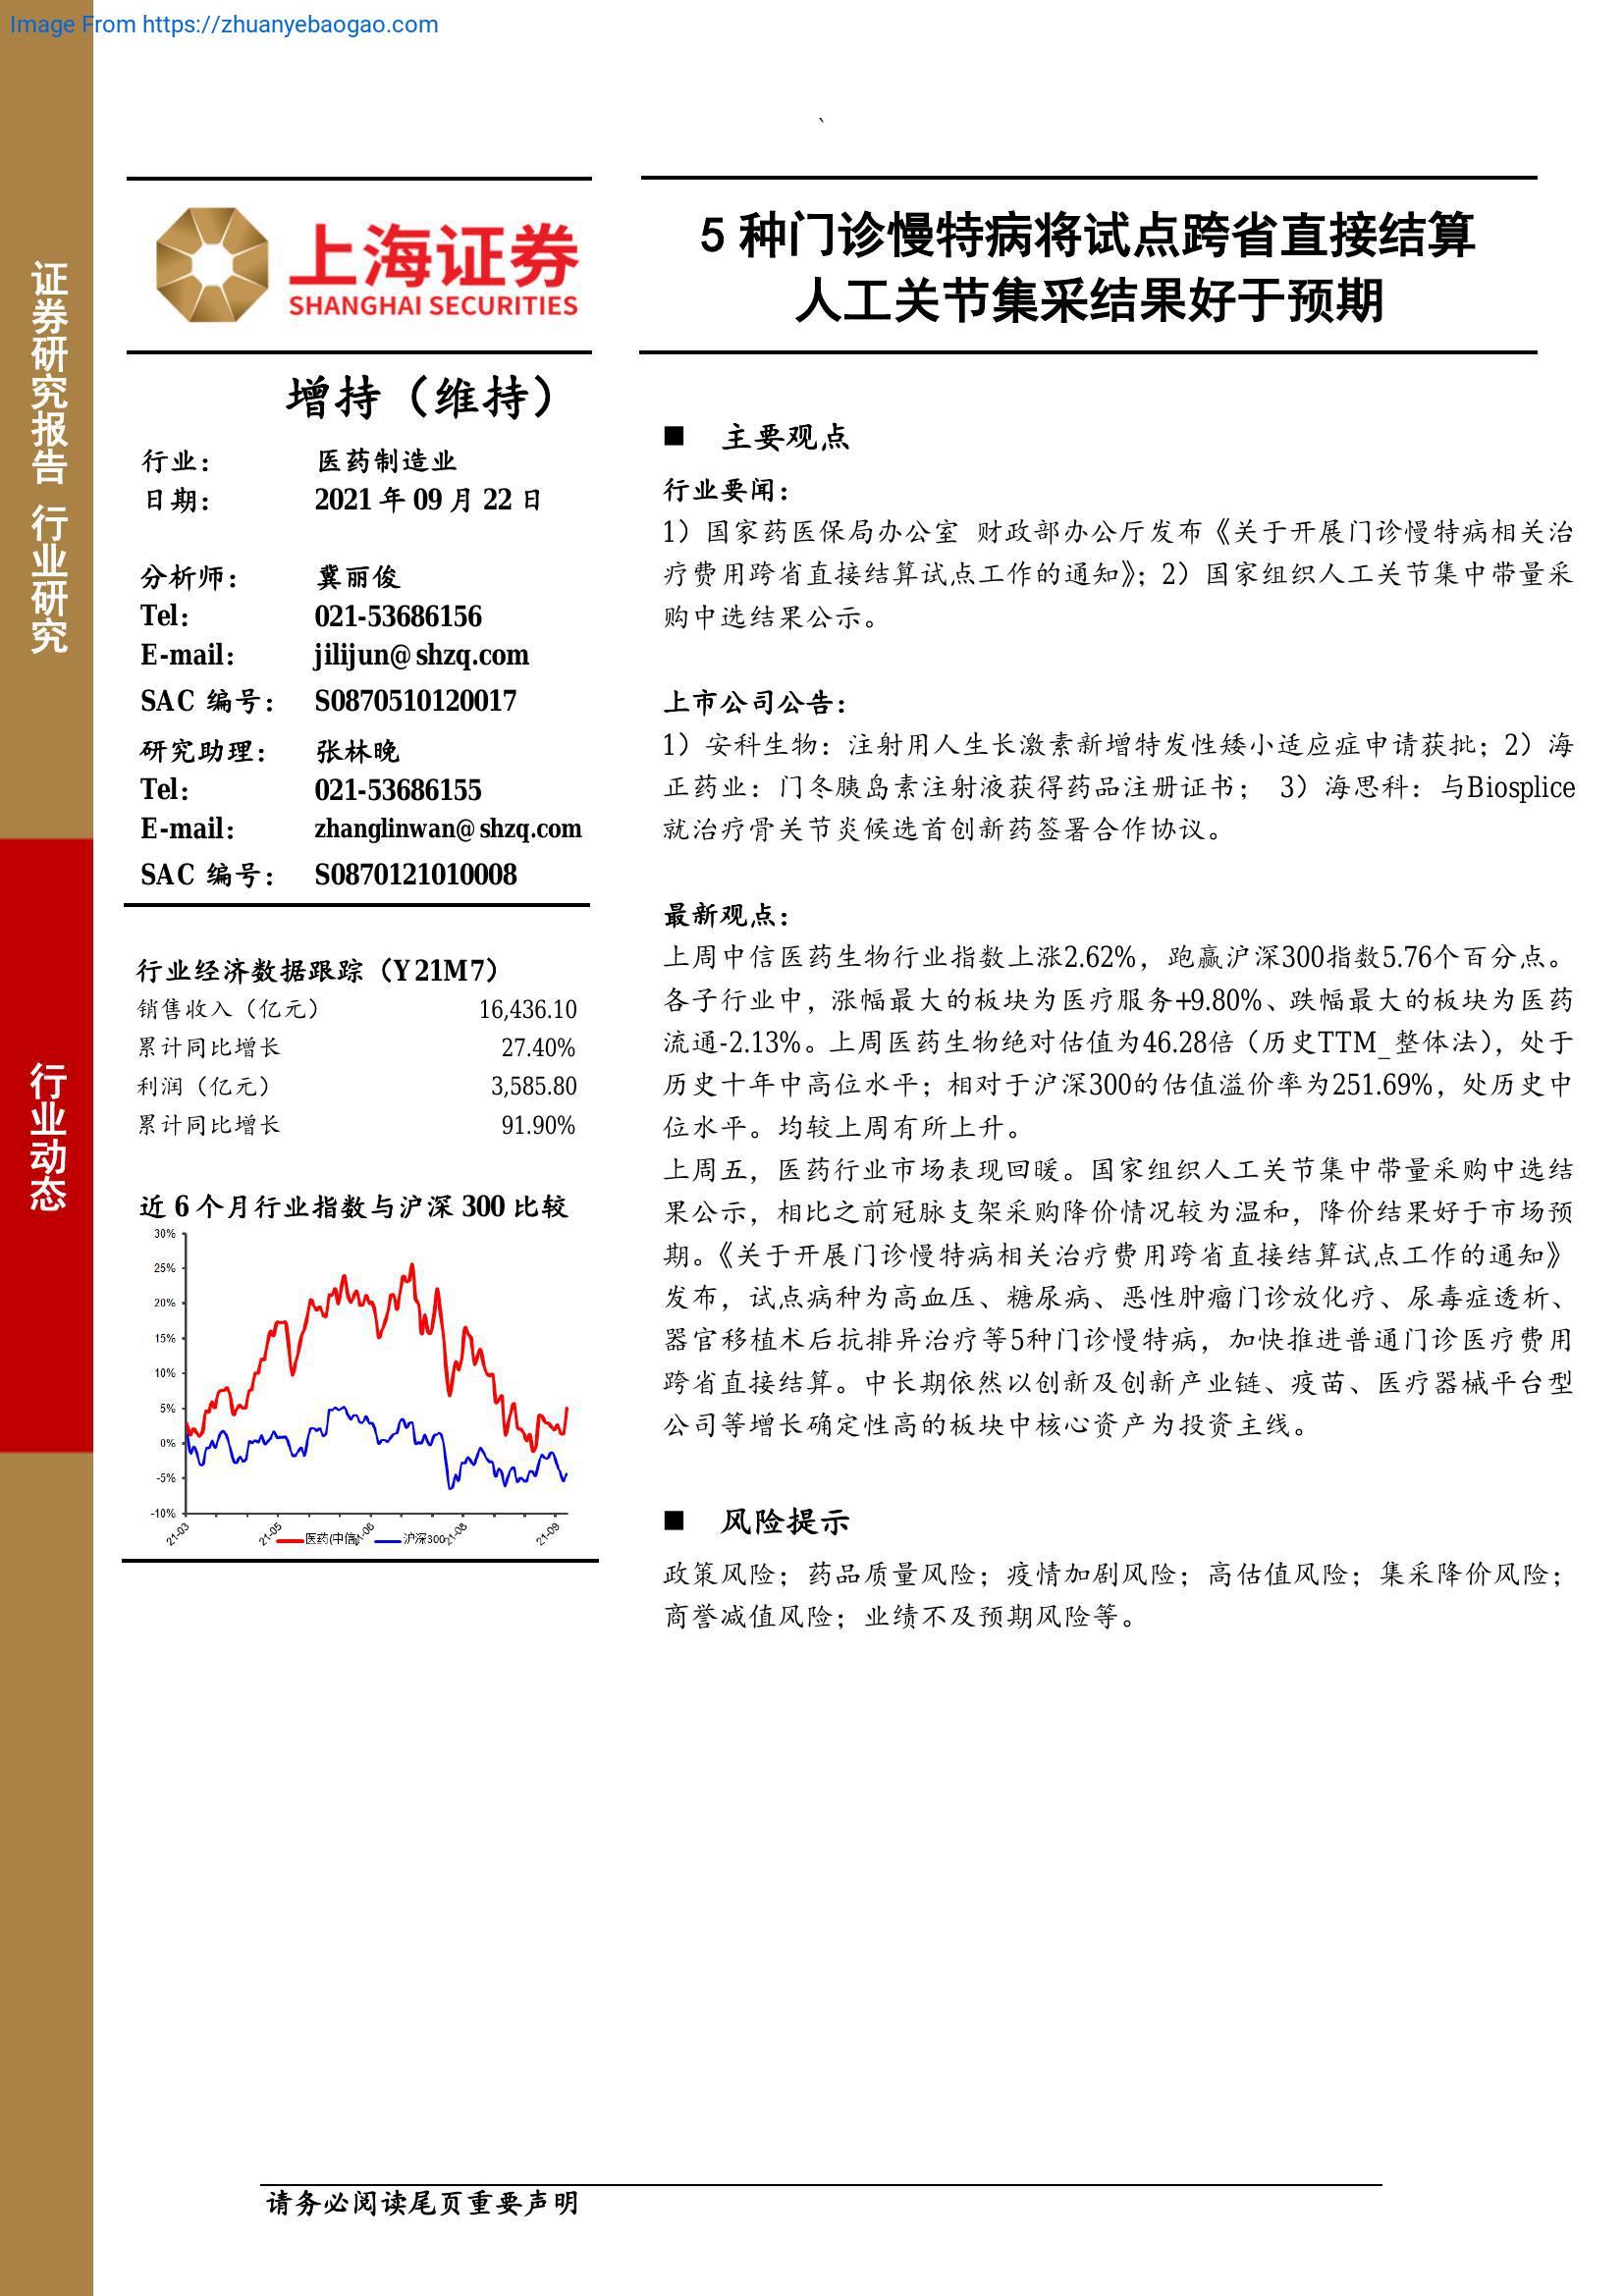 Image From https://zhuanyebaogao.com
、
证券研究报告 行业研究
行业动态
上海证券
SHANGHAI SECURITIES
5 种门诊慢特病将试点跨省直接结算
人工关节集采结果好于预期
增持（维持）
行业： 医药制造业
日期： 2021 年 09 月 22 日
分析师： 冀丽俊
Tel： 021-53686156
E-mail： jilijun@shzq.com
SAC 编号： S0870510120017
研究助理： 张林晚
Tel： 021-53686155
E-mail： zhanglinwan@shzq.com
SAC 编号： S0870121010008
行业经济数据跟踪（Y21M7）
销售收入（亿元） 16,436.10
累计同比增长 27.40%
利润（亿元） 3,585.80
累计同比增长 91.90%
近 6 个月行业指数与沪深 300 比较
30%
25%
20%
15%
10%
5%
0%
-5%
-10%
21-03 21-05 21-06 21-08 21-09
医药(中信) 沪深300
■ 主要观点
行业要闻：
1）国家药医保局办公室 财政部办公厅发布《关于开展门诊慢特病相关治
疗费用跨省直接结算试点工作的通知》；2）国家组织人工关节集中带量采
购中选结果公示。
上市公司公告：
1）安科生物：注射用人生长激素新增特发性矮小适应症申请获批；2）海
正药业：门冬胰岛素注射液获得药品注册证书； 3）海思科：与Biosplice
就治疗骨关节炎候选首创新药签署合作协议。
最新观点：
上周中信医药生物行业指数上涨2.62%，跑赢沪深300指数5.76个百分点。
各子行业中，涨幅最大的板块为医疗服务+9.80%、跌幅最大的板块为医药
流通-2.13%。上周医药生物绝对估值为46.28倍（历史TTM_整体法），处于
历史十年中高位水平；相对于沪深300的估值溢价率为251.69%，处历史中
位水平。均较上周有所上升。
上周五，医药行业市场表现回暖。国家组织人工关节集中带量采购中选结
果公示，相比之前冠脉支架采购降价情况较为温和，降价结果好于市场预
期。《关于开展门诊慢特病相关治疗费用跨省直接结算试点工作的通知》
发布，试点病种为高血压、糖尿病、恶性肿瘤门诊放化疗、尿毒症透析、
器官移植术后抗排异治疗等5种门诊慢特病，加快推进普通门诊医疗费用
跨省直接结算。中长期依然以创新及创新产业链、疫苗、医疗器械平台型
公司等增长确定性高的板块中核心资产为投资主线。
■ 风险提示
政策风险；药品质量风险；疫情加剧风险；高估值风险；集采降价风险；
商誉减值风险；业绩不及预期风险等。
请务必阅读尾页重要声明